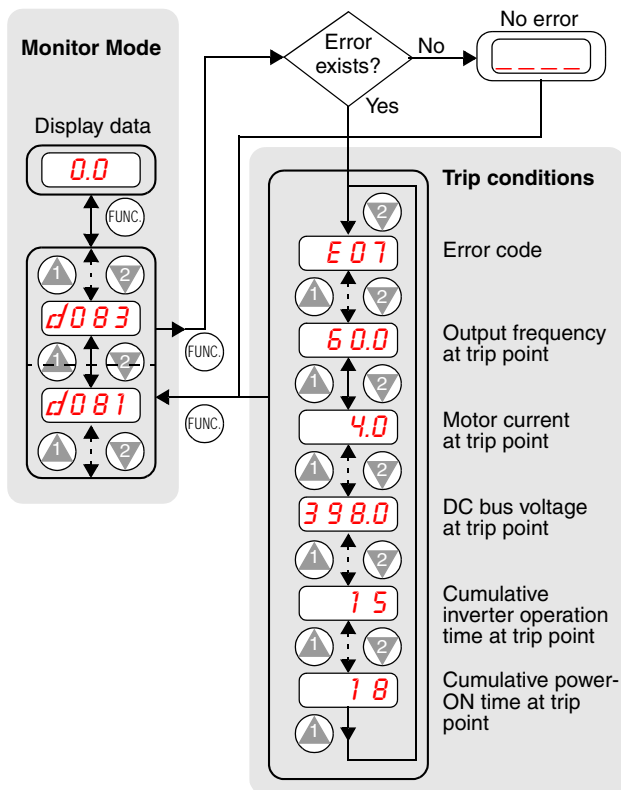 Monitor Mode
Display data
0.0
FUNC.
1 2
d083
1 2
d081
1 2
FUNC.
FUNC.
Error
exists?
No
Yes
No error
_ _ _ _
Trip conditions
2
E07
Error code
1 2
60.0
Output frequency
at trip point
1 2
4.0
Motor current
at trip point
1 2
398.0
DC bus voltage
at trip point
1 2
15
Cumulative
inverter operation
time at trip point
1 2
18
Cumulative power-
ON time at trip
point
1